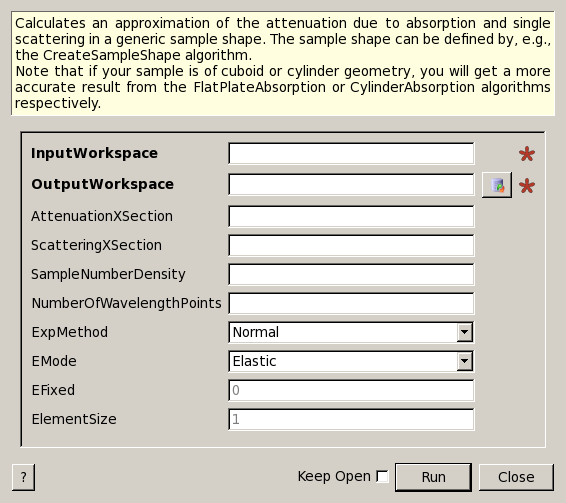 Calculates an approximation of the attenuation due to absorption and single
scattering in a generic sample shape. The sample shape can be defined by, e.g.,
the CreateSampleShape algorithm.
Note that if your sample is of cuboid or cylinder geometry, you will get a more
accurate result from the FlatPlateAbsorption or CylinderAbsorption algorithms
respectively.
InputWorkspace
OutputWorkspace
AttenuationXSection
ScatteringXSection
SampleNumberDensity
NumberOfWavelengthPoints
ExpMethod Normal
EMode Elastic
EFixed 0
ElementSize 1
? Keep Open Run Close